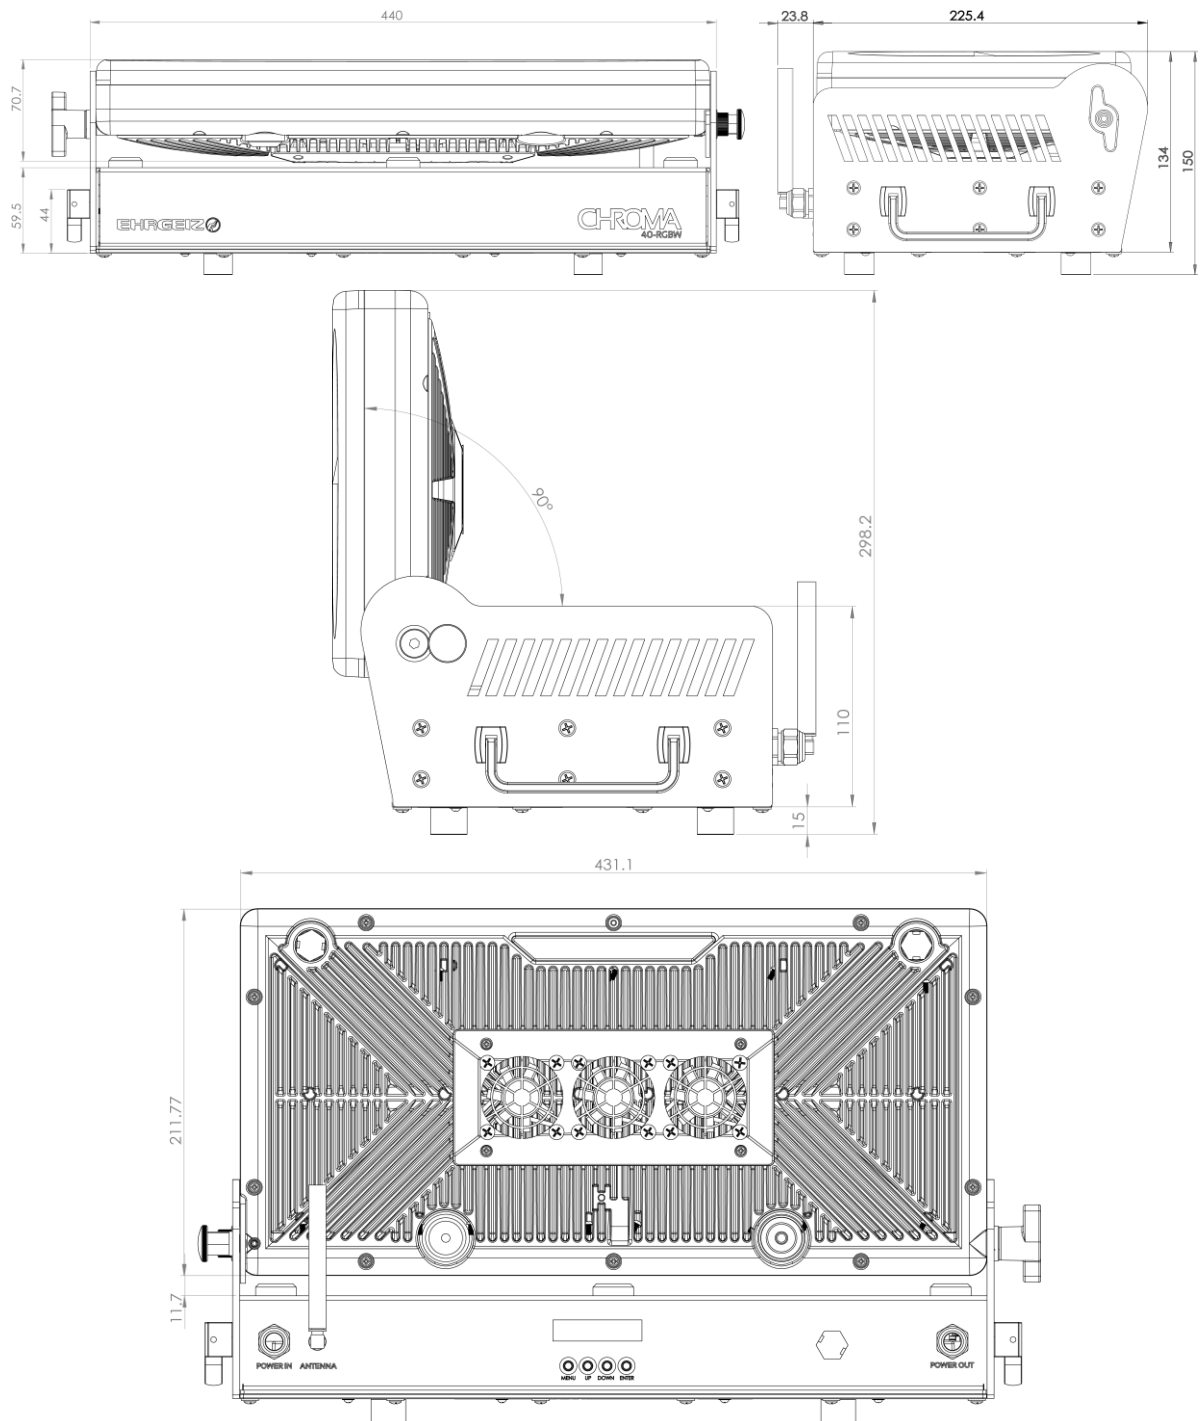 440
23.8
225.4
70.7
59.5
44
EHRGEIZ
CHROMA
40-RGBW
134
150
90°
298.2
110
15
431.1
211.77
11.7
POWER IN ANTENNA
MENU UP DOWN ENTER
POWER OUT